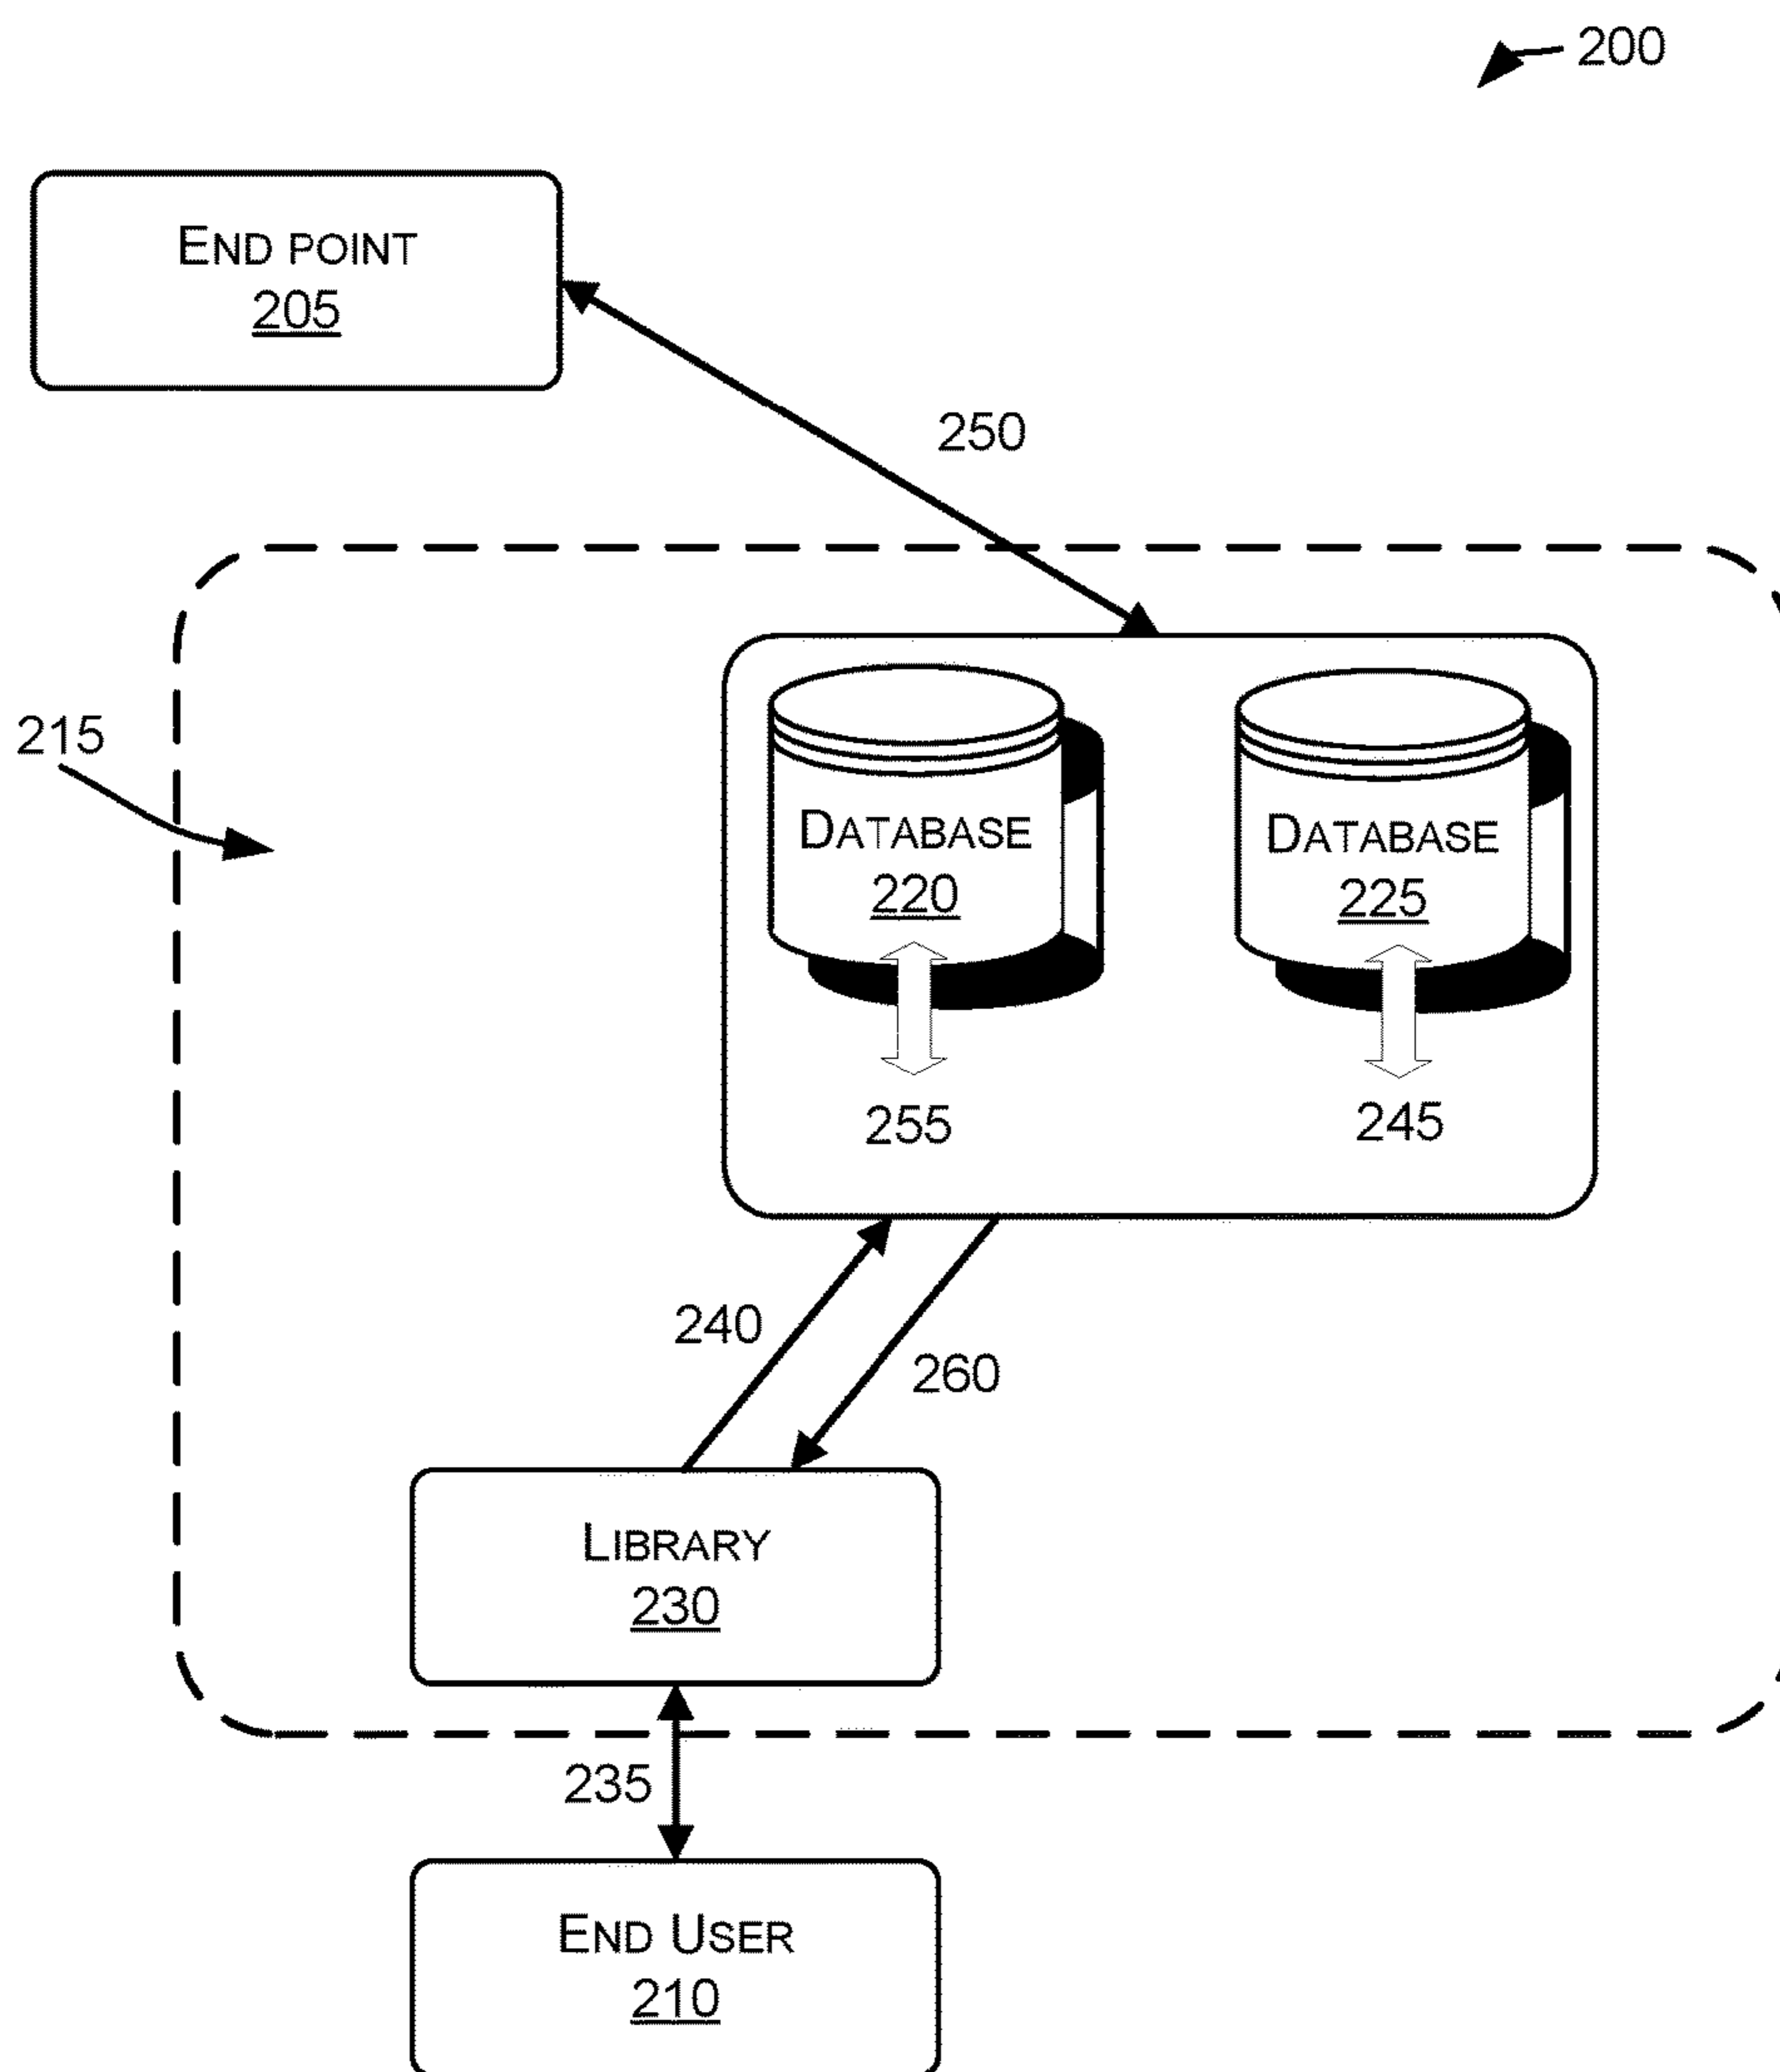 200
END POINT
205
250
215
DATABASE
220
DATABASE
225
255
245
240
260
LIBRARY
230
235
END USER
210